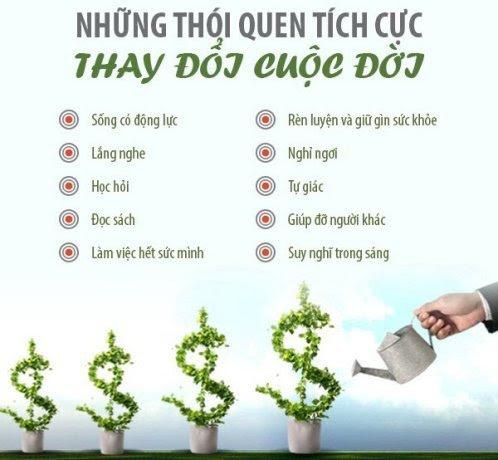 NHỮNG THÓI QUEN TÍCH CỰC
THAY ĐỔI CUỘC ĐỜI
Sống có động lực
Lắng nghe
Học hỏi
Đọc sách
Làm việc hết sức mình
Rèn luyện và giữ gìn sức khỏe
Nghỉ ngơi
Tự giác
Giúp đỡ người khác
Suy nghĩ trong sáng